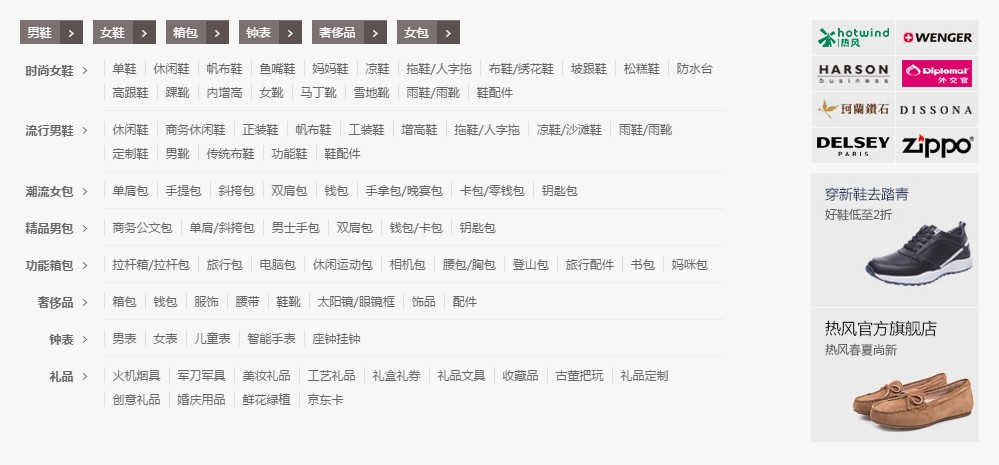 男鞋 > 女鞋 > 箱包 > 钟表 > 奢侈品 > 女包 >
时尚女鞋 > 单鞋 休闲鞋 帆布鞋 鱼嘴鞋 妈妈鞋 凉鞋 拖鞋/人字拖 布鞋/绣花鞋 坡跟鞋 松糕鞋 防水台
高跟鞋 踝靴 内增高 女靴 马丁靴 雪地靴 雨鞋/雨靴 鞋配件
流行男鞋 > 休闲鞋 商务休闲鞋 正装鞋 帆布鞋 工装鞋 增高鞋 拖鞋/人字拖 凉鞋/沙滩鞋 雨鞋/雨靴
定制鞋 男靴 传统布鞋 功能鞋 鞋配件
潮流女包 > 单肩包 手提包 斜挎包 双肩包 钱包 手拿包/晚宴包 卡包/零钱包 钥匙包
精品男包 > 商务公文包 单肩/斜挎包 男士手包 双肩包 钱包/卡包 钥匙包
功能箱包 > 拉杆箱/拉杆包 旅行包 电脑包 休闲运动包 相机包 腰包/胸包 登山包 旅行配件 书包 妈咪包
奢侈品 > 箱包 钱包 服饰 腰带 鞋靴 太阳镜/眼镜框 饰品 配件
钟表 > 男表 女表 儿童表 智能手表 座钟挂钟
礼品 > 火机烟具 军刀军具 美妆礼品 工艺礼品 礼盒礼券 礼品文具 收藏品 古董把玩 礼品定制
创意礼品 婚庆用品 鲜花绿植 京东卡
hotwind
热风
WENGER
HARSON
business
Diplomat
外交官
珂蘭鑽石
DISSONA
DELSEY
PARIS
Zippo
穿新鞋去踏青
好鞋低至2折
热风官方旗舰店
热风春夏尚新